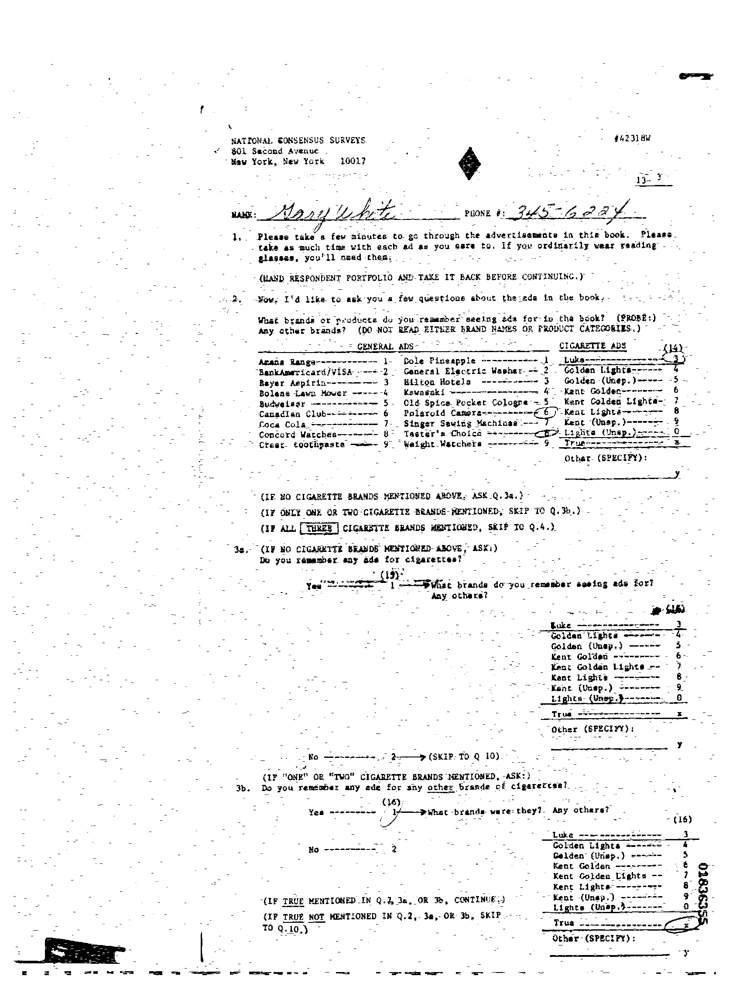 NATIONAL CONSENSUS SURVEYS #42318W
801 Second Avenue
New York, New York 10017
13- 3
NAME: Gary White PHONE #: 345-6224
1. Please take a few minutes to go through the advertisements in this book. Please
take as much time with each ad as you care to. If you ordinarily wear reading
glasses, you'll need them.
(HAND RESPONDENT PORTFOLIO AND TAKE IT BACK BEFORE CONTINUING.)
2. Now, I'd like to ask you a few questions about the ads in the book.
What brands or products do you remember seeing ads for in the book? (PROBE:)
Any other brands? (DO NOT READ EITHER BRAND NAMES OR PRODUCT CATEGORIES.)
GENERAL ADS CIGARETTE ADS (14)
Amana Range----------- 1 Dole Pineapple ---------- 1 Luke------------------ 3
BankAmericard/VISA ---- 2 General Electric Washer -- 2 Golden Lights------ 4
Bayer Aspirin--------- 3 Hilton Hotels ---------- 3 Golden (Unsp.)----- 5
Bolens Lawn Mower ----- 4 Kawasaki --------------- 4 Kent Golden-------- 6
Budweiser ------------ 5 Old Spice Pocket Cologne - 5 Kent Golden Lights- 7
Canadian Club--------- 6 Polaroid Camera--------- 6 Kent Lights-------- 8
Coca Cola ------------ 7 Singer Sewing Machines --- 7 Kent (Unsp.)------- 9
Concord Watches------- 8 Taster's Choice -------- 8 Lights (Unsp.)----- 0
Crest toothpaste ----- 9 Weight Watchers --------- 9 True--------------- x
Other (SPECIFY):
y
(IF NO CIGARETTE BRANDS MENTIONED ABOVE, ASK Q.3a.)
(IF ONLY ONE OR TWO CIGARETTE BRANDS MENTIONED, SKIP TO Q.3b.)
(IF ALL THREE CIGARETTE BRANDS MENTIONED, SKIP TO Q.4.)
3a. (IF NO CIGARETTE BRANDS MENTIONED ABOVE, ASK:)
Do you remember any ads for cigarettes?
(15)
Yes --------- 1 What brands do you remember seeing ads for?
Any others?
Luke ---------------- 3
Golden Lights ------- 4
Golden (Unsp.) ------ 5
Kent Golden --------- 6
Kent Golden Lights -- 7
Kent Lights --------- 8
Kent (Unsp.) -------- 9
Lights (Unsp.)------- 0
True ---------------- x
Other (SPECIFY):
y
No --------- 2 (SKIP TO Q 10)
(IF "ONE" OR "TWO" CIGARETTE BRANDS MENTIONED, ASK:)
3b. Do you remember any ads for any other brands of cigarettes?
(16)
Yes -------- 1 What brands were they? Any others?
(16)
Luke ---------------- 3
Golden Lights ------- 4
No --------- 2 Golden (Unsp.) ------ 5
Kent Golden --------- 6
Kent Golden Lights -- 7
Kent Lights --------- 8
(IF TRUE MENTIONED IN Q.2, 3a, OR 3b, CONTINUE.) Kent (Unsp.) -------- 9
Lights (Unsp.)------- 0
(IF TRUE NOT MENTIONED IN Q.2, 3a, OR 3b, SKIP
TO Q.10.) True ---------------- x
Other (SPECIFY):
y
01836355